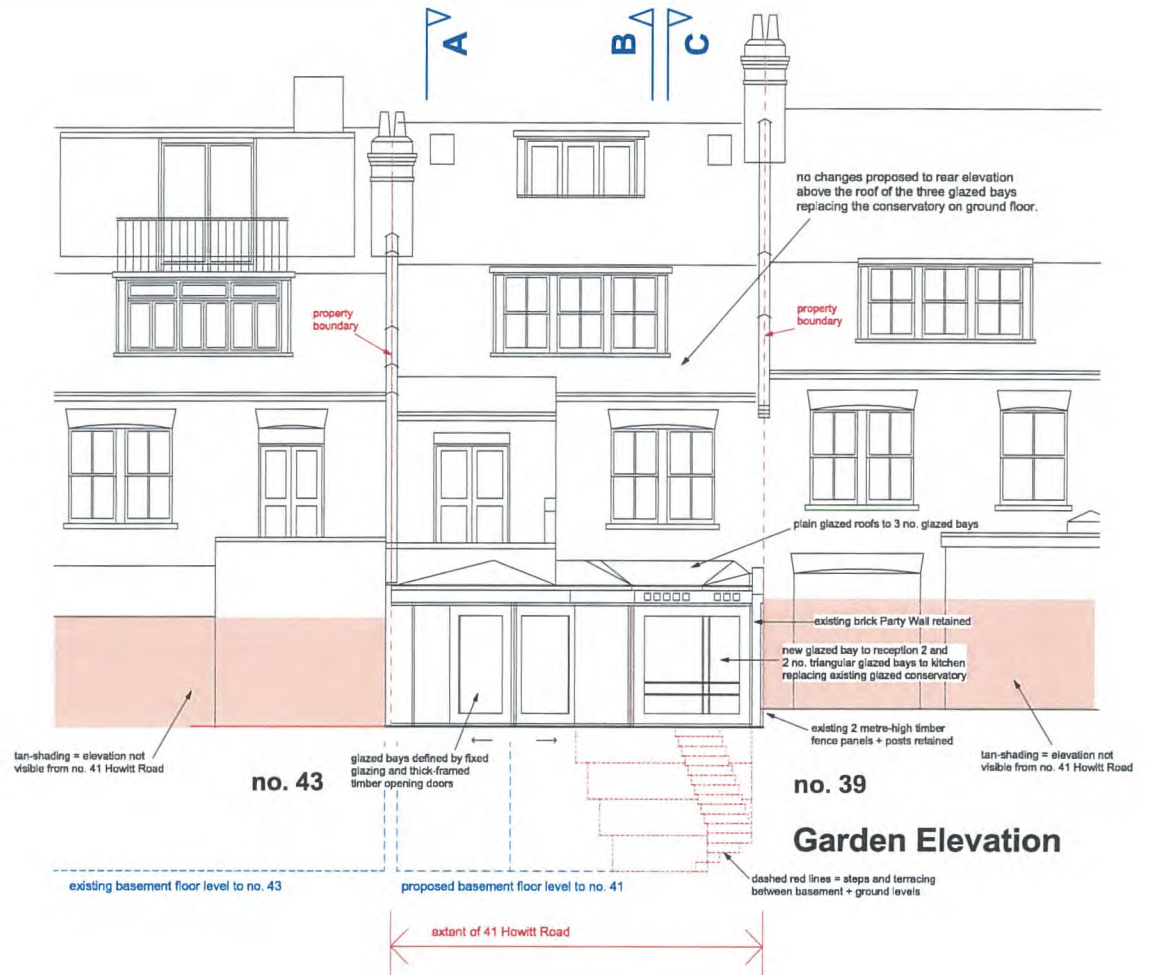 A
B
C
no changes proposed to rear elevation
above the roof of the three glazed bays
replacing the conservatory on ground floor.
property
boundary
property
boundary
plain glazed roofs to 3 no. glazed bays
existing brick Party Wall retained
new glazed bay to reception 2 and
2 no. triangular glazed bays to kitchen
replacing existing glazed conservatory
existing 2 metre-high timber
fence panels + posts retained
tan-shading = elevation not
visible from no. 41 Howitt Road
no. 43
glazed bays defined by fixed
glazing and thick-framed
timber opening doors
no. 39
tan-shading = elevation not
visible from no. 41 Howitt Road
Garden Elevation
existing basement floor level to no. 43
proposed basement floor level to no. 41
dashed red lines = steps and terracing
between basement + ground levels
extent of 41 Howitt Road